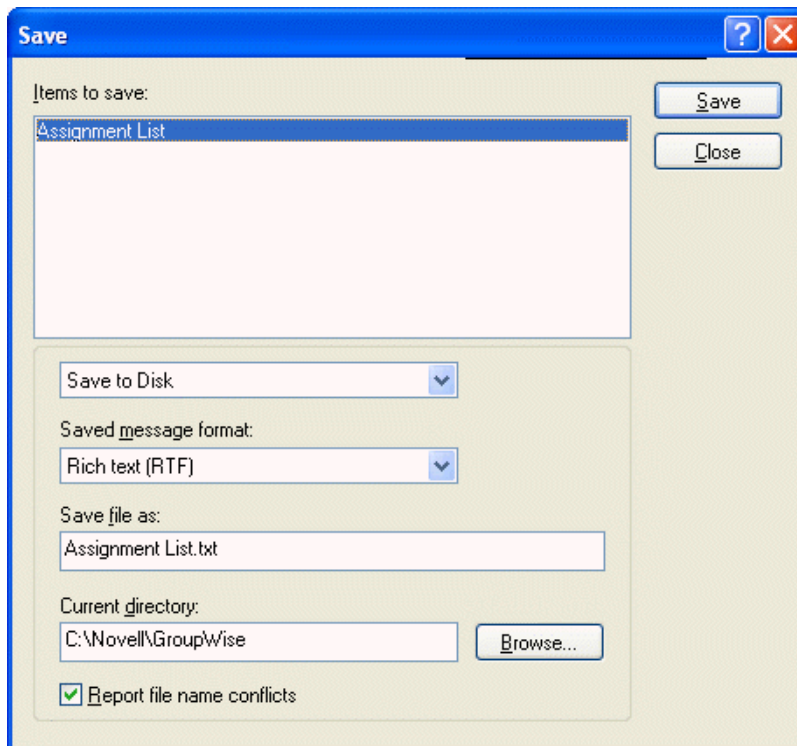 Save
Items to save:
Save
Assignment List
Close
Save to Disk
Saved message format:
Rich text (RTF)
Save file as:
Assignment List.txt
Current directory:
C:\Novell\GroupWise
Browse...
Report file name conflicts